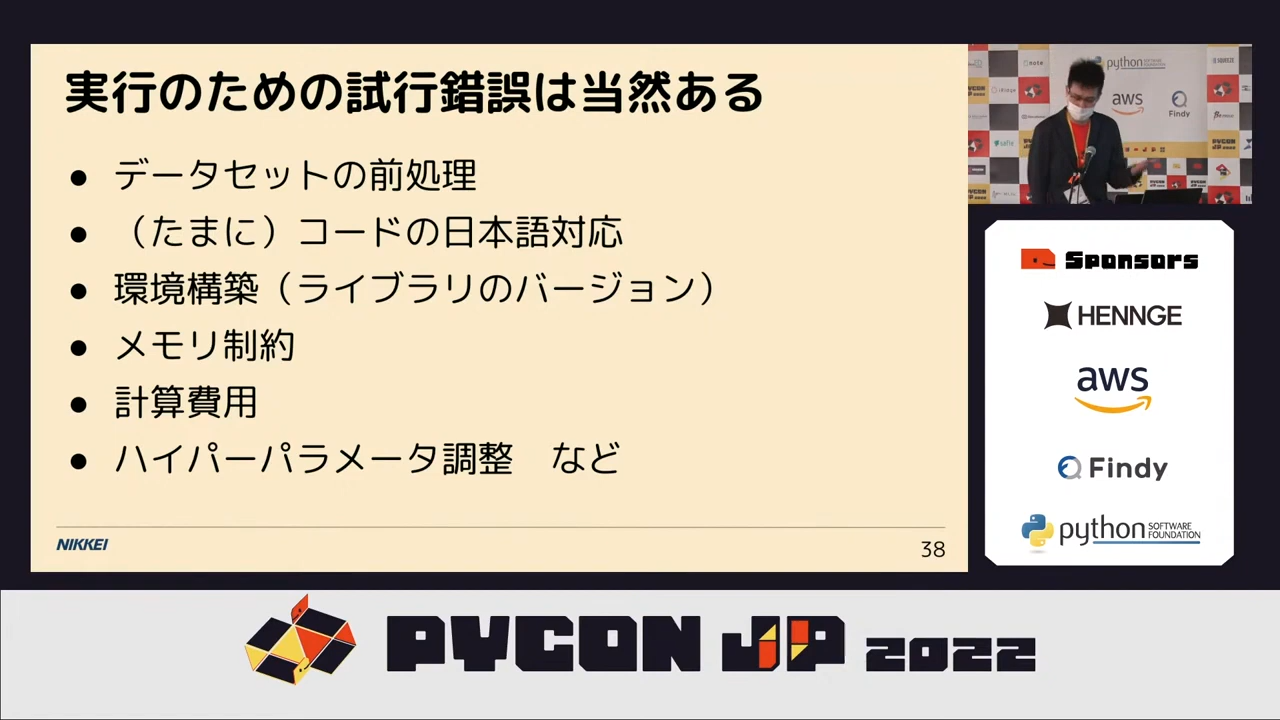 実行のための試行錯誤は当然ある
● データセットの前処理
● （たまに）コードの日本語対応
● 環境構築（ライブラリのバージョン）
● メモリ制約
● 計算費用
● ハイパーパラメータ調整　など
NIKKEI
38
note
python
aws
Findy
Sponsors
HENNGE
aws
Findy
python SOFTWARE FOUNDATION
PYCON JP 2022